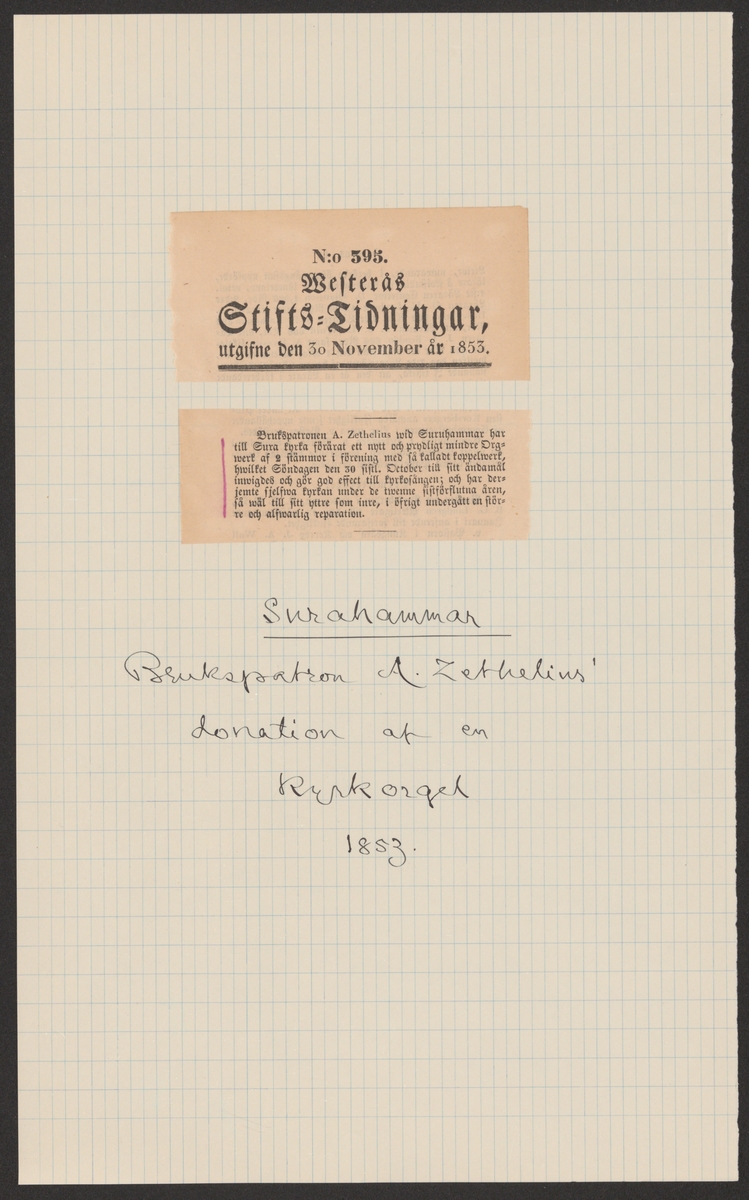 N:o 595.
Westerås
Stifts-Tidningar,
utgifne den 30 November år 1853.
Brukspatronen A. Zethelius wid Suruhammar har
till Sura kyrka förärat ett nytt och prydligt mindre Org-
werk af 2 stämmor i förening med så kalladt koppelwerk,
hwilket Söndagen den 30 sistl. October till sitt ändamål
inwigdes och gör god effect till kyrkosången; och har der-
jemte sjelfwa kyrkan under de twenne sistförflutna åren,
så wäl till sitt yttre som inre, i öfrigt undergått en stör-
re och alfwarlig reparation.
Surahammar
Brukspatron A. Zethelius'
donation af en
Kyrkorgel
1853.